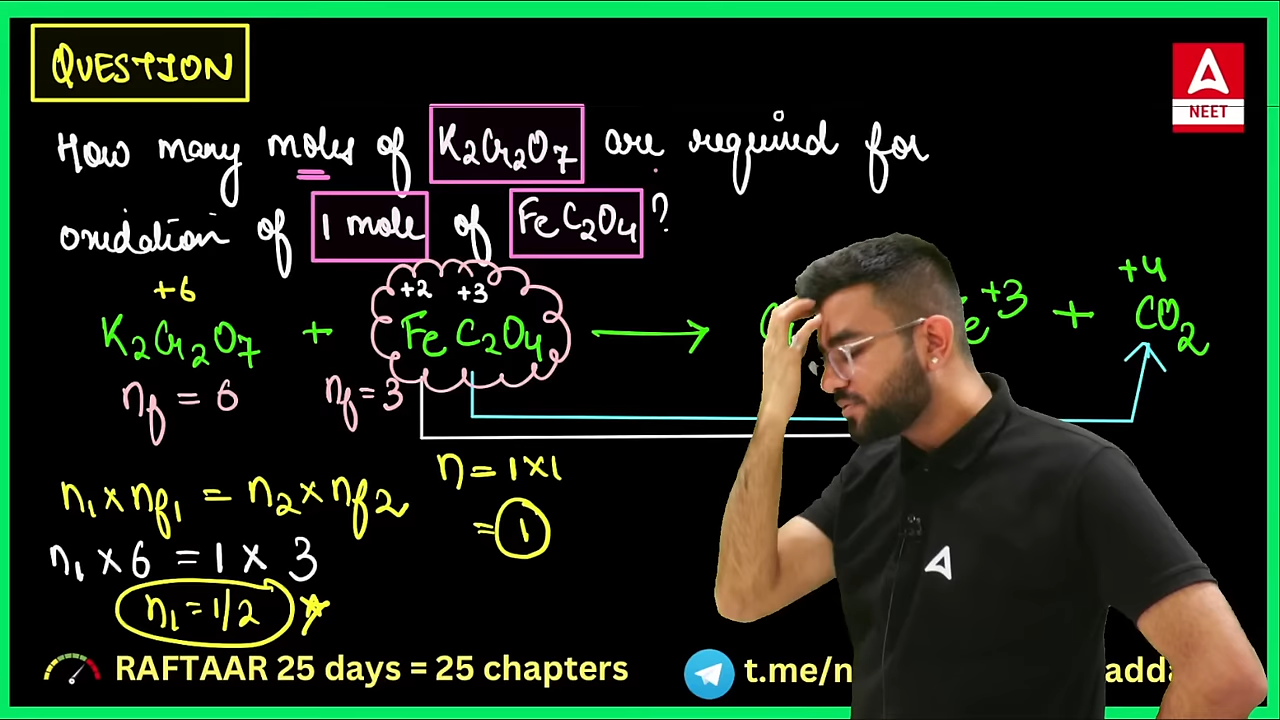 QUESTION
NEET
How many moles of K2Cr2O7 are required for
oxidation of 1 mole of FeC2O4?
+6 +2 +3 +3 +4
K2Cr2O7 + FeC2O4 → + CO2
nf = 6 nf = 3
n = 1×1
= 1
n1 × nf1 = n2 × nf2
n1 × 6 = 1 × 3
n1 = 1/2
RAFTAAR 25 days = 25 chapters